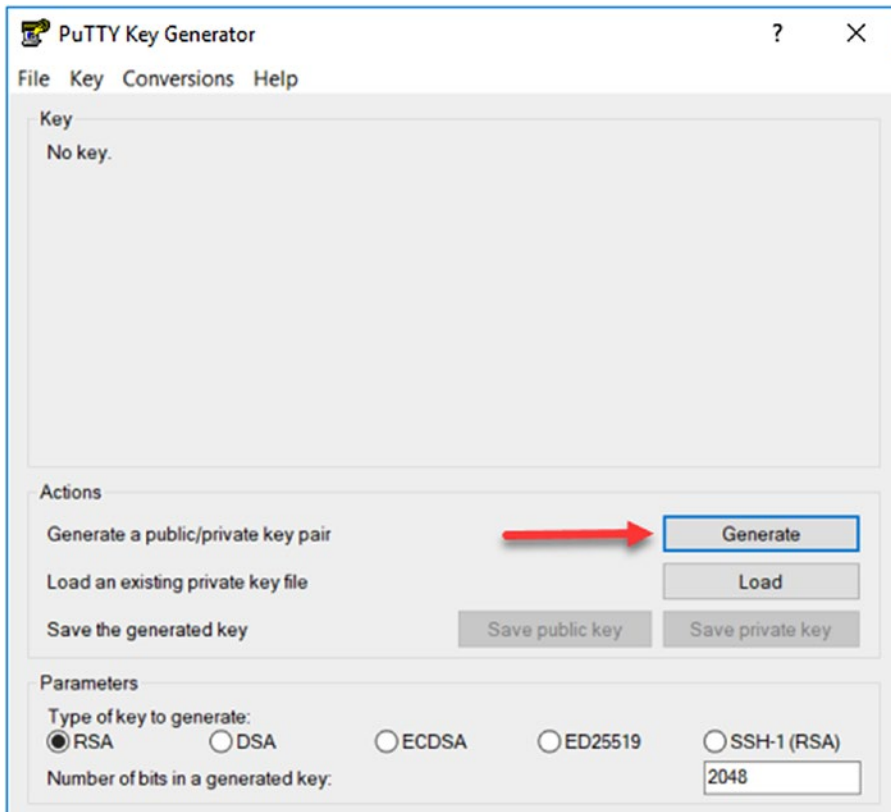 PuTTY Key Generator ?
File Key Conversions Help
Key
No key.
Actions
Generate a public/private key pair Generate
Load an existing private key file Load
Save the generated key Save public key Save private key
Parameters
Type of key to generate:
RSA DSA ECDSA ED25519 SSH-1 (RSA)
Number of bits in a generated key: 2048